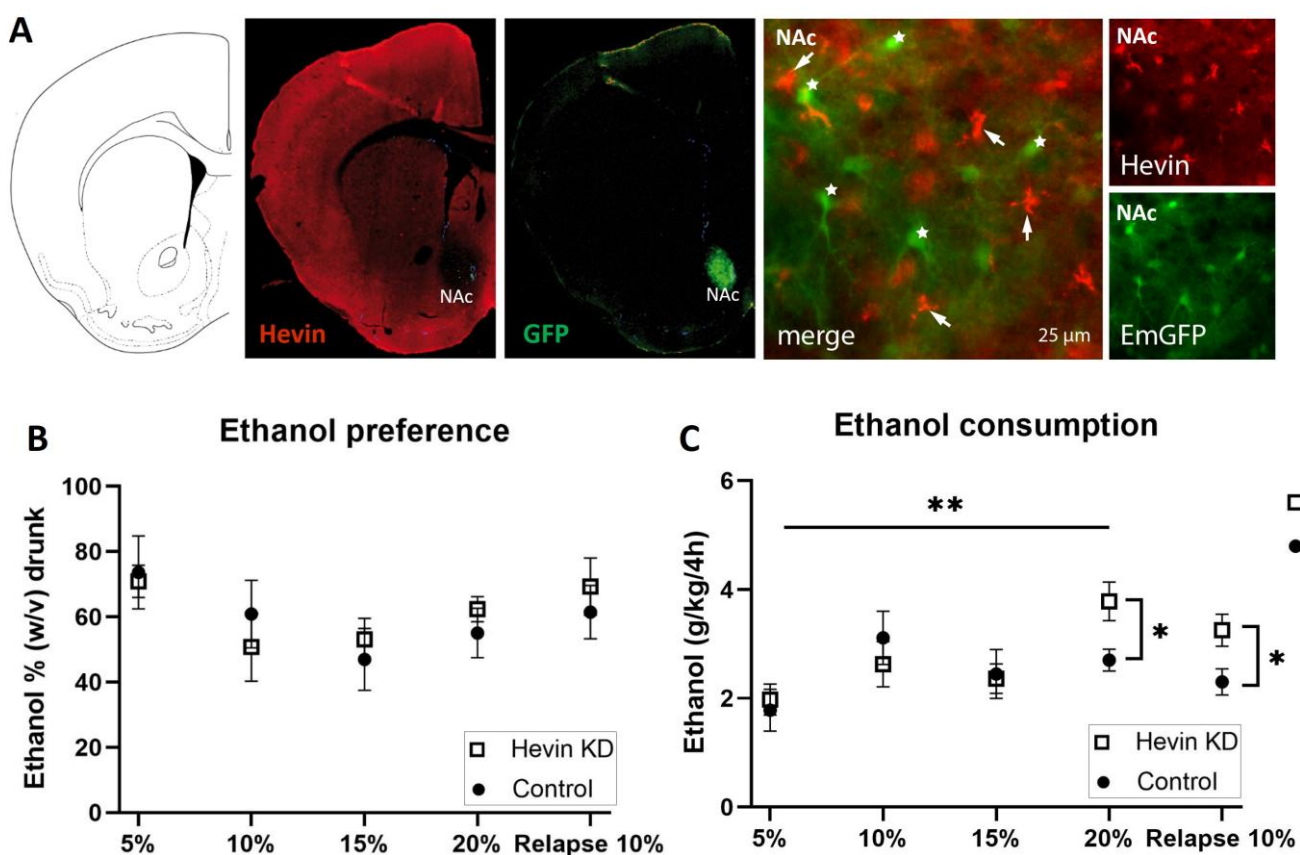 A
Hevin
NAc
GFP
NAc
NAc
merge
25 µm
NAc
Hevin
NAc
EmGFP
B
Ethanol preference
Ethanol % (w/v) drunk
100
80
60
40
20
0
Hevin KD
Control
5%
10%
15%
20%
Relapse 10%
C
Ethanol consumption
Ethanol (g/kg/4h)
6
4
2
0
**
*
*
Hevin KD
Control
5%
10%
15%
20%
Relapse 10%